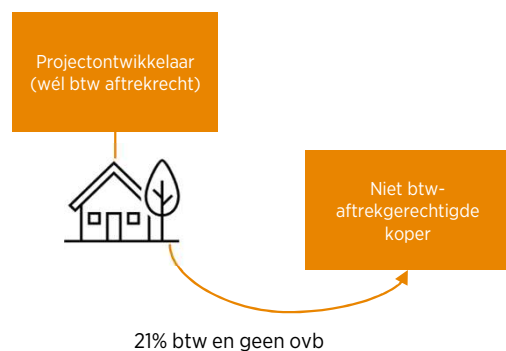 Projectontwikkelaar
(wél btw aftrekrecht)
Niet btw-
aftrekgerechtigde
koper
21% btw en geen ovb